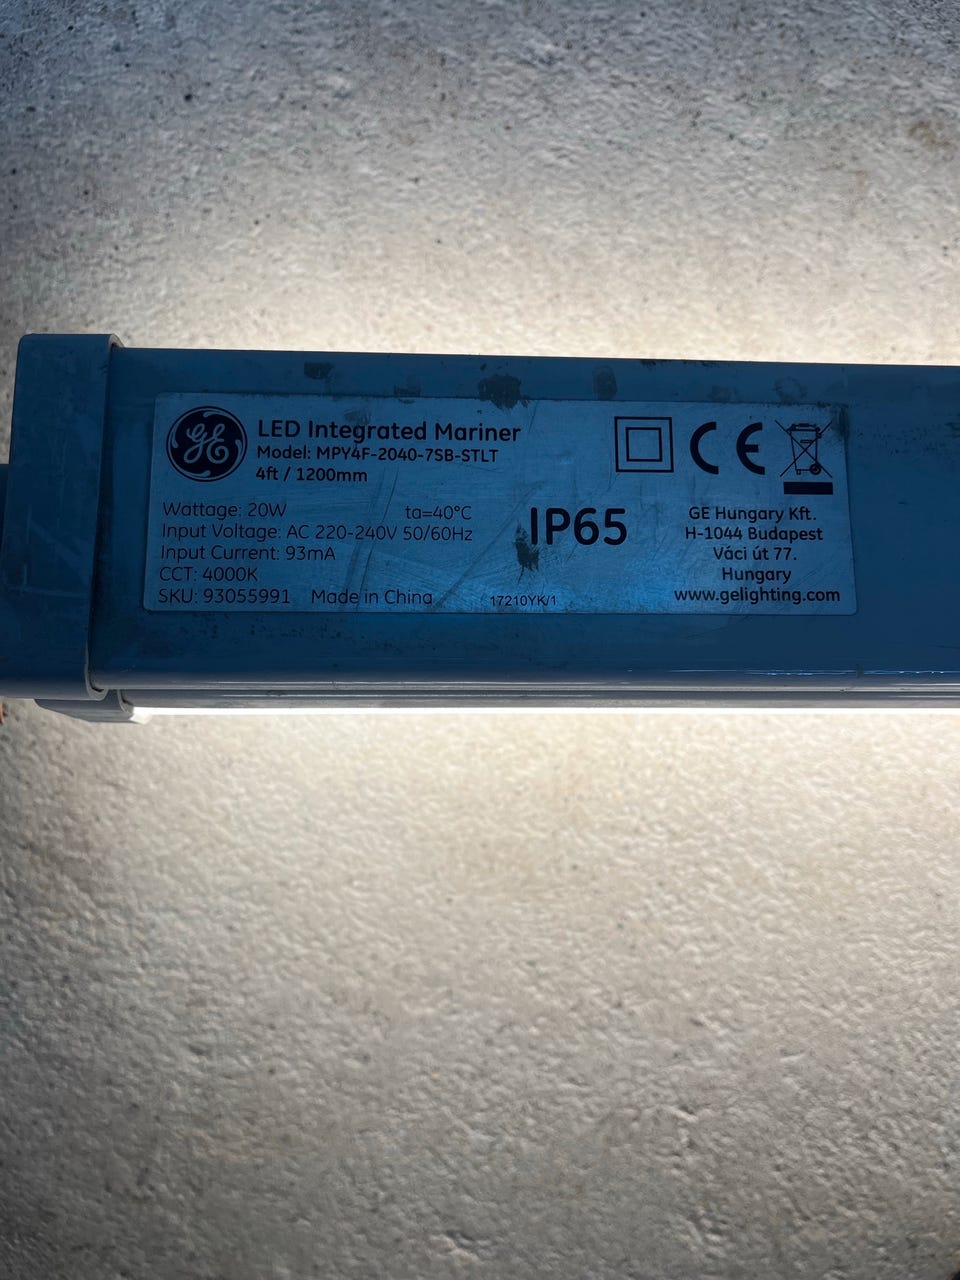 GE
LED Integrated Mariner
Model: MPY4F-2040-7SB-STLT
4ft / 1200mm
Wattage: 20W ta=40°C
Input Voltage: AC 220-240V 50/60Hz
Input Current: 93mA
CCT: 4000K
SKU: 93055991 Made in China 17210YK/1
IP65
CE
GE Hungary Kft.
H-1044 Budapest
Váci út 77.
Hungary
www.gelighting.com